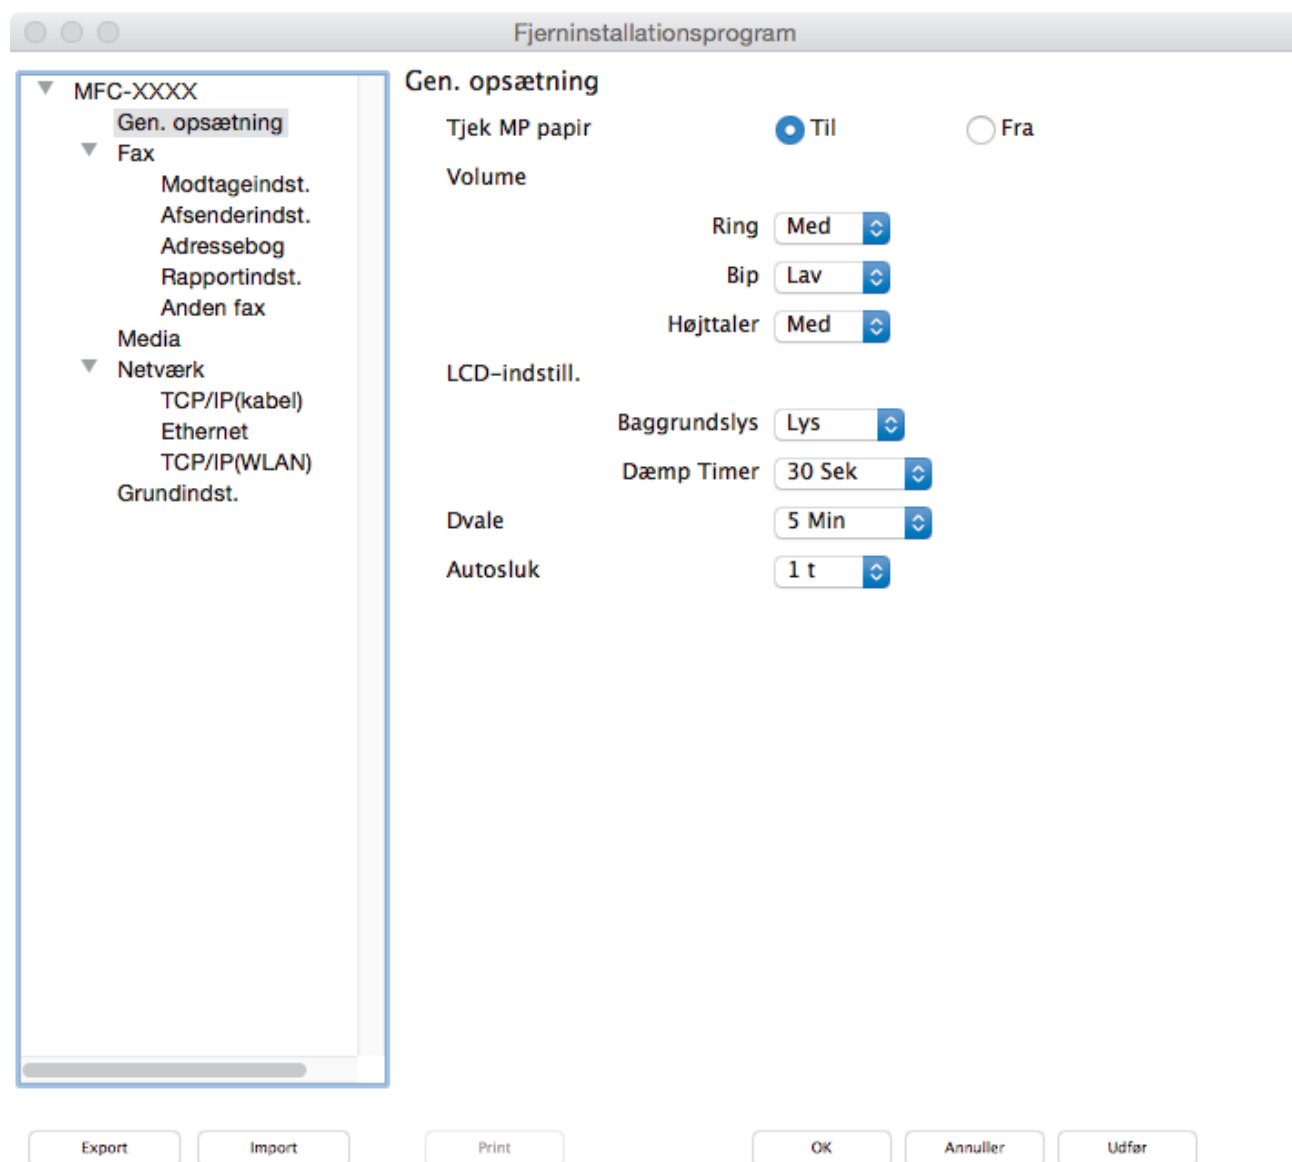 Fjerninstallationsprogram
MFC-XXXX
Gen. opsætning
Fax
Modtageindst.
Afsenderindst.
Adressebog
Rapportindst.
Anden fax
Media
Netværk
TCP/IP(kabel)
Ethernet
TCP/IP(WLAN)
Grundindst.
Gen. opsætning
Tjek MP papir Til Fra
Volume
Ring Med
Bip Lav
Højttaler Med
LCD-indstill.
Baggrundslys Lys
Dæmp Timer 30 Sek
Dvale 5 Min
Autosluk 1 t
Export Import Print OK Annuller Udfør